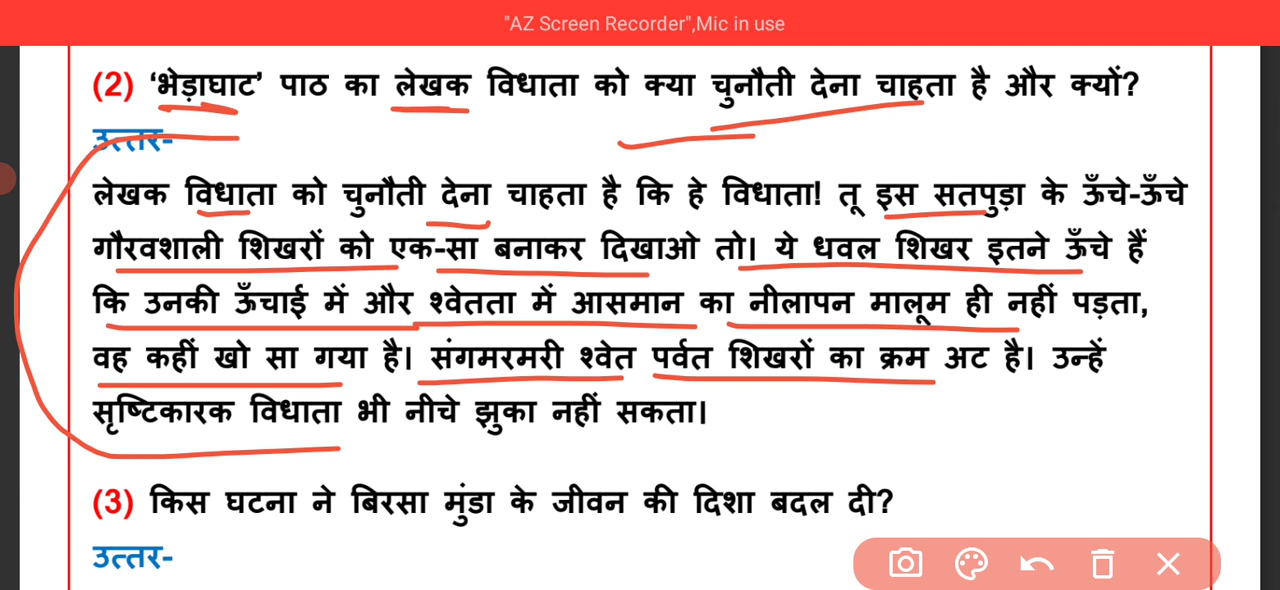 "AZ Screen Recorder",Mic in use
(2) ‘भेड़ाघाट’ पाठ का लेखक विधाता को क्या चुनौती देना चाहता है और क्यों?
उत्तर-
लेखक विधाता को चुनौती देना चाहता है कि हे विधाता! तू इस सतपुड़ा के ऊँचे-ऊँचे
गौरवशाली शिखरों को एक-सा बनाकर दिखाओ तो। ये धवल शिखर इतने ऊँचे हैं
कि उनकी ऊँचाई में और श्वेतता में आसमान का नीलापन मालूम ही नहीं पड़ता,
वह कहीं खो सा गया है। संगमरमरी श्वेत पर्वत शिखरों का क्रम अट है। उन्हें
सृष्टिकारक विधाता भी नीचे झुका नहीं सकता।
(3) किस घटना ने बिरसा मुंडा के जीवन की दिशा बदल दी?
उत्तर-